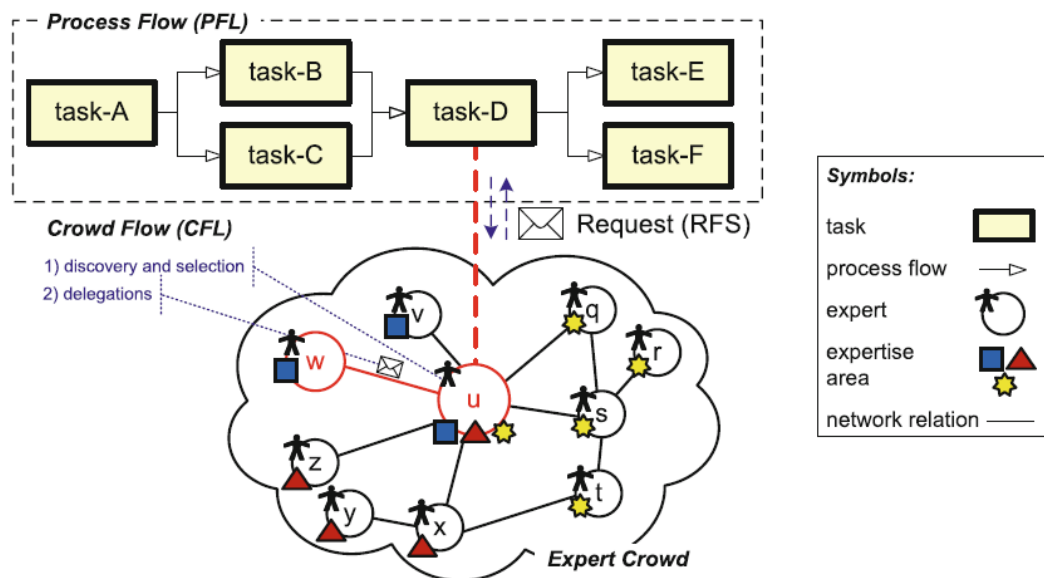 Process Flow (PFL)
task-A
task-B
task-C
task-D
task-E
task-F
Request (RFS)
Crowd Flow (CFL)
1) discovery and selection
2) delegations
v
q
w
r
u
s
z
t
y
x
Expert Crowd
Symbols:
task
process flow
expert
expertise
area
network relation